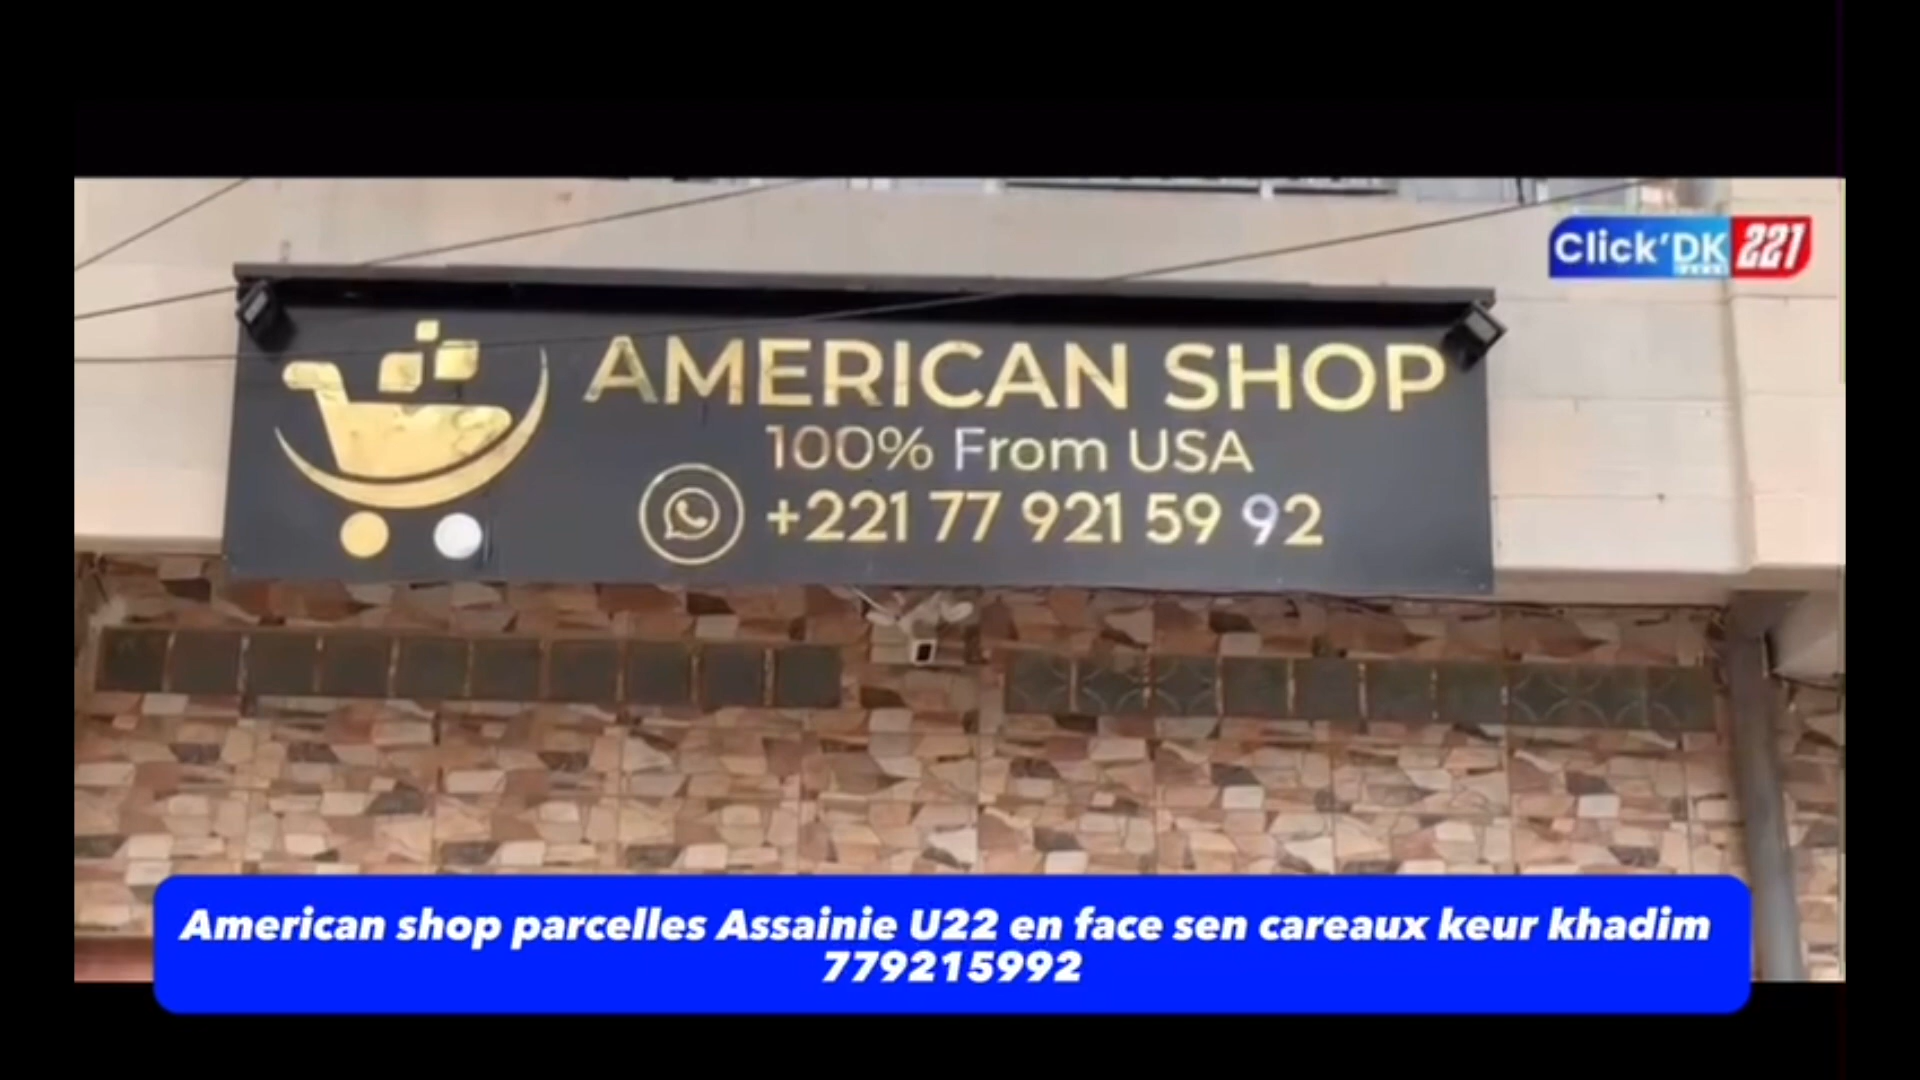 Click'DK 221
AMERICAN SHOP
100% From USA
+221 77 921 59 92
American shop parcelles Assainie U22 en face sen careaux keur khadim
779215992